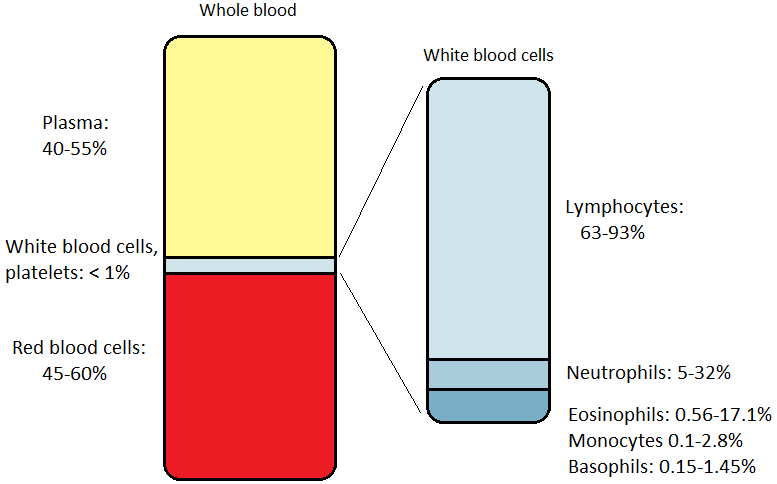 Whole blood
White blood cells
Plasma:
40-55%
White blood cells,
platelets: < 1%
Red blood cells:
45-60%
Lymphocytes:
63-93%
Neutrophils: 5-32%
Eosinophils: 0.56-17.1%
Monocytes 0.1-2.8%
Basophils: 0.15-1.45%